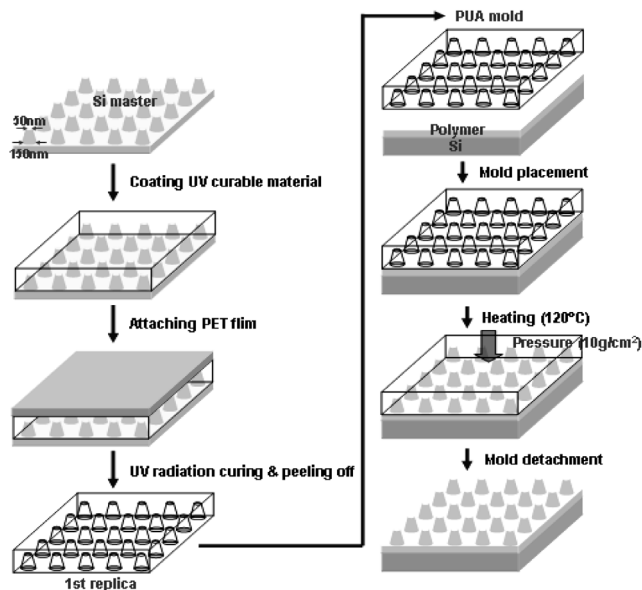 Si master
50nm
150nm
Coating UV curable material
Attaching PET flim
UV radiation curing & peeling off
1st replica
PUA mold
Polymer
Si
Mold placement
Heating (120°C)
Pressure (10g/cm²)
Mold detachment